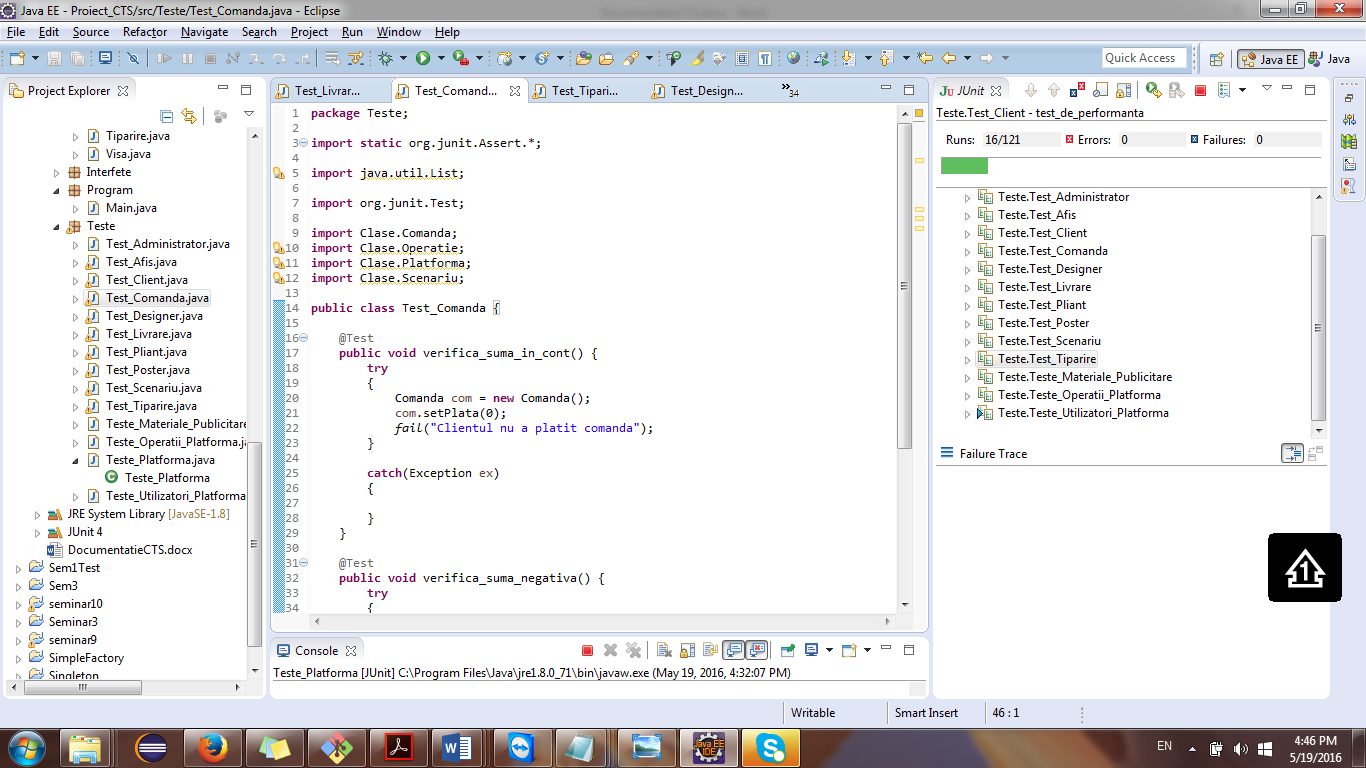 Java EE - Proiect_CTS/src/Teste/Test_Comanda.java - Eclipse
File Edit Source Refactor Navigate Search Project Run Window Help
Quick Access
Java EE
Java
Project Explorer
Tiparire.java
Visa.java
Interfete
Program
Main.java
Teste
Test_Administrator.java
Test_Afis.java
Test_Client.java
Test_Comanda.java
Test_Designer.java
Test_Livrare.java
Test_Pliant.java
Test_Poster.java
Test_Scenariu.java
Test_Tiparire.java
Teste_Materiale_Publicitare
Teste_Operatii_Platforma.ja
Teste_Platforma.java
Teste_Platforma
Teste_Utilizatori_Platforma
JRE System Library [JavaSE-1.8]
JUnit 4
DocumentatieCTS.docx
Sem1Test
Sem3
seminar10
Seminar3
seminar9
SimpleFactory
Singleton
Test_Livrar...
Test_Comand...
Test_Tipari...
Test_Design...
»34
1 package Teste;
2
3 import static org.junit.Assert.*;
4
5 import java.util.List;
6
7 import org.junit.Test;
8
9 import Clase.Comanda;
10 import Clase.Operatie;
11 import Clase.Platforma;
12 import Clase.Scenariu;
13
14 public class Test_Comanda {
15
16 @Test
17 public void verifica_suma_in_cont() {
18 try
19 {
20 Comanda com = new Comanda();
21 com.setPlata(0);
22 fail("Clientul nu a platit comanda");
23 }
24
25 catch(Exception ex)
26 {
27
28 }
29 }
30
31 @Test
32 public void verifica_suma_negativa() {
33 try
34 {
Console
Teste_Platforma [JUnit] C:\Program Files\Java\jre1.8.0_71\bin\javaw.exe (May 19, 2016, 4:32:07 PM)
JUnit
Teste.Test_Client - test_de_performanta
Runs: 16/121 Errors: 0 Failures: 0
Teste.Test_Administrator
Teste.Test_Afis
Teste.Test_Client
Teste.Test_Comanda
Teste.Test_Designer
Teste.Test_Livrare
Teste.Test_Pliant
Teste.Test_Poster
Teste.Test_Scenariu
Teste.Test_Tiparire
Teste.Teste_Materiale_Publicitare
Teste.Teste_Operatii_Platforma
Teste.Teste_Utilizatori_Platforma
Failure Trace
1
Writable
Smart Insert
46 : 1
Java EE
IDE
EN
4:46 PM
5/19/2016